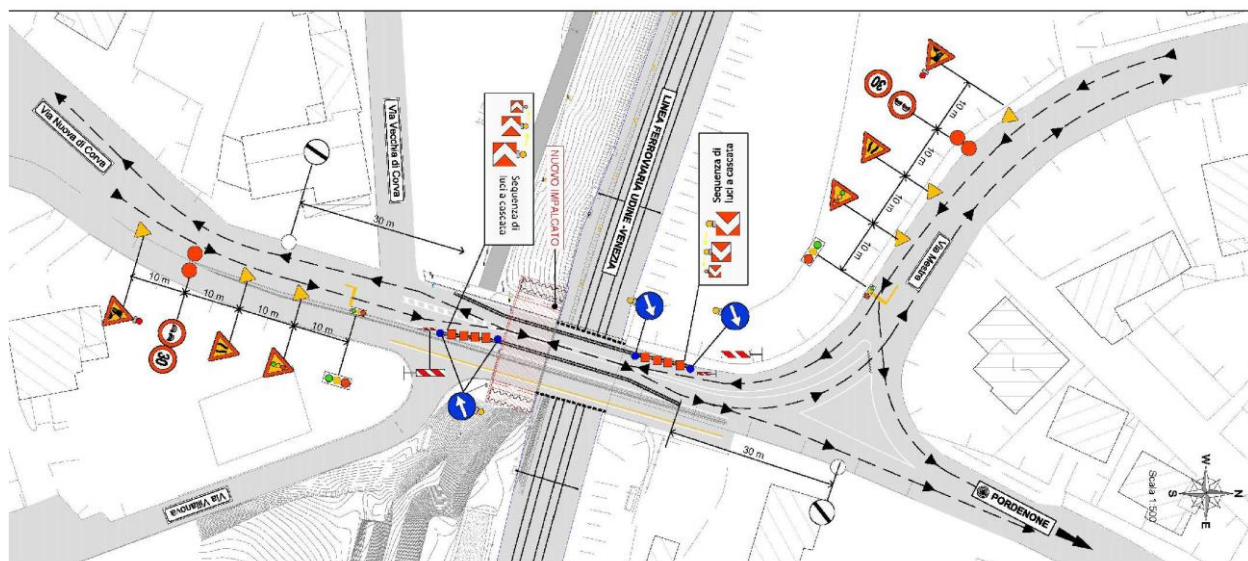 Via Nuova di Corva
Via Vecchia di Corva
30 m
Sequenza di
luci a cascata
NUOVO IMPALCATO
LINEA FERROVIARIA UDINE -VENEZIA
Sequenza di
luci a cascata
30
10 m
10 m
10 m
10 m
Via Mestre
10 m
10 m
10 m
10 m
30
Via Villanova
30 m
PORDENONE
Scala 1:500
W
S
N
E